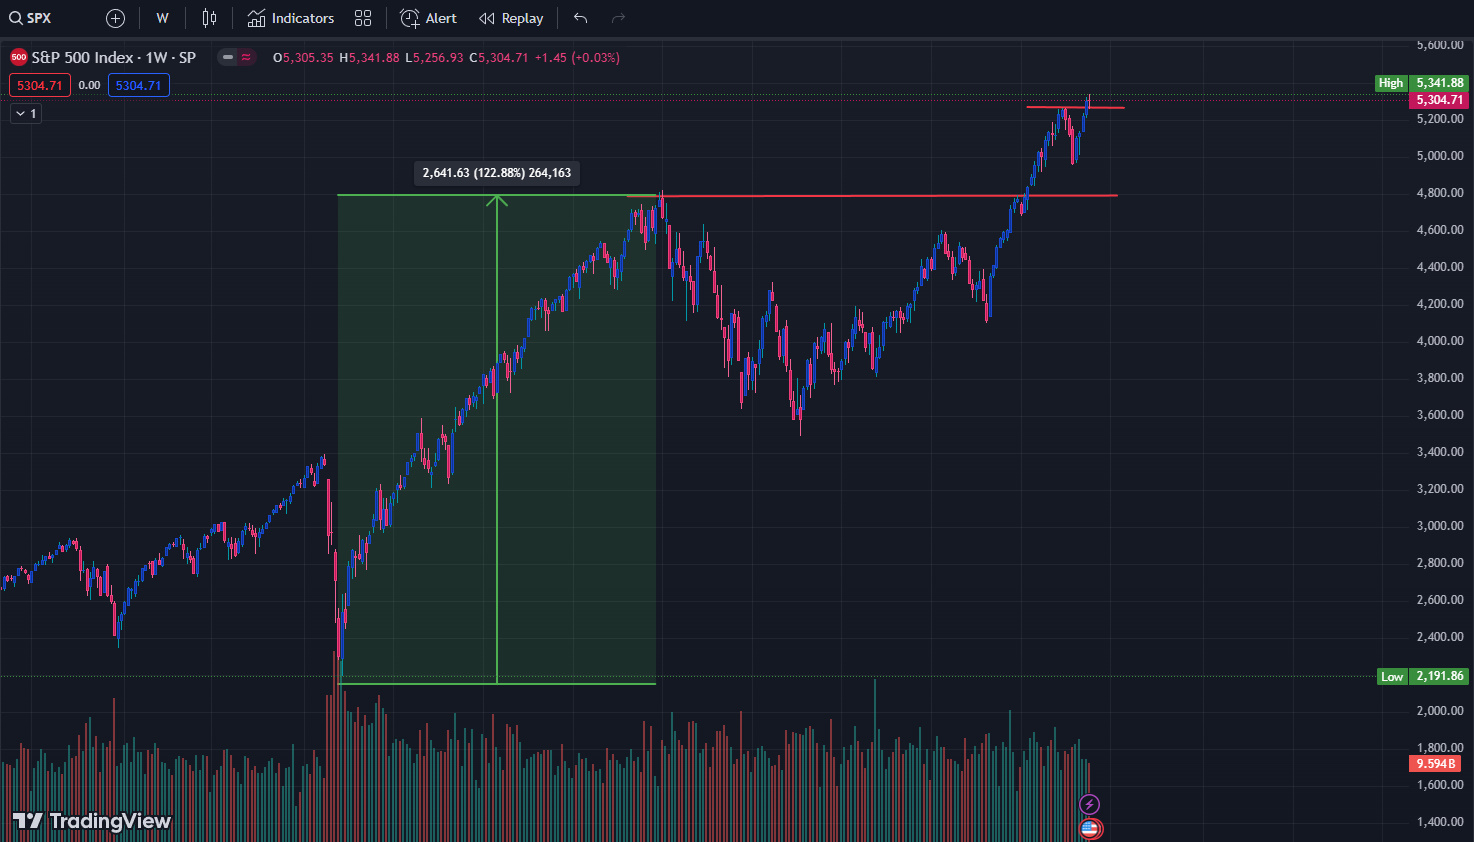 SPX W Indicators Alert Replay
500 S&P 500 Index · 1W · SP O5,305.35 H5,341.88 L5,256.93 C5,304.71 +1.45 (+0.03%)
5304.71 0.00 5304.71
1
2,641.63 (122.88%) 264,163
5,600.00
High 5,341.88
5,304.71
5,200.00
5,000.00
4,800.00
4,600.00
4,400.00
4,200.00
4,000.00
3,800.00
3,600.00
3,400.00
3,200.00
3,000.00
2,800.00
2,600.00
2,400.00
Low 2,191.86
2,000.00
1,800.00
9.594B
1,600.00
1,400.00
TradingView